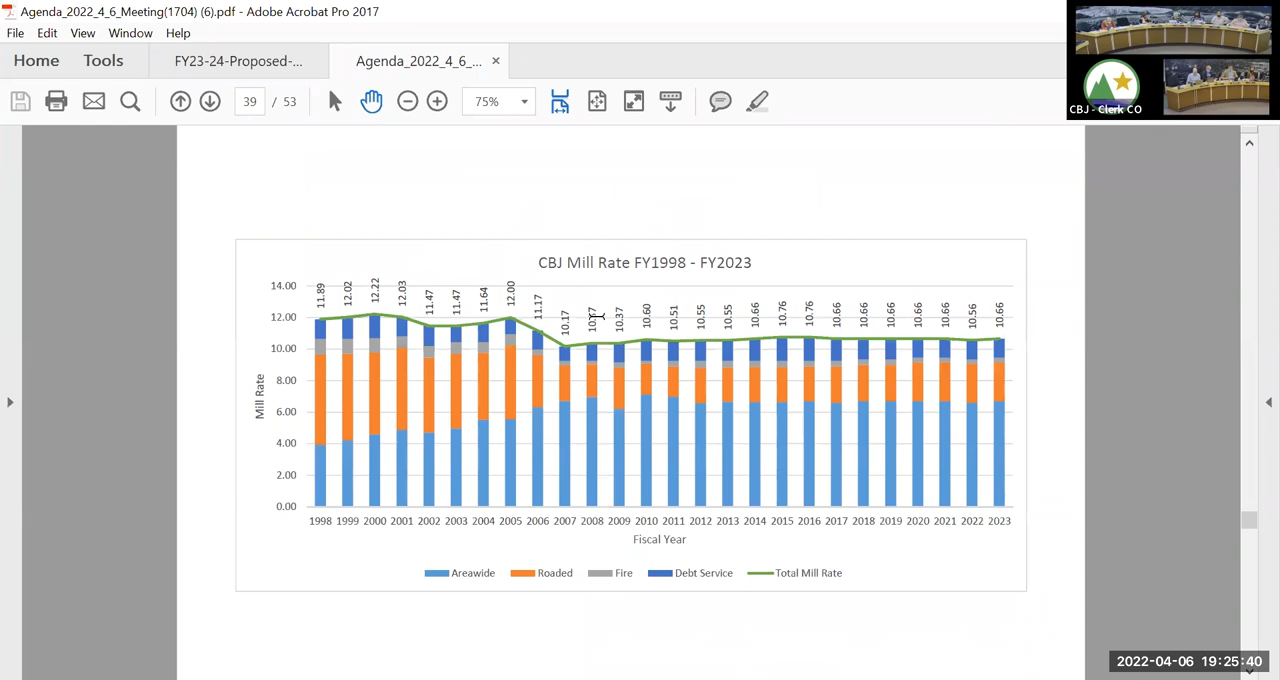 Agenda_2022_4_6_Meeting(1704) (6).pdf - Adobe Acrobat Pro 2017
File Edit View Window Help
Home Tools FY23-24-Proposed-... Agenda_2022_4_6_... ×
39 / 53 75%
CBJ - Clerk CO
CBJ Mill Rate FY1998 - FY2023
14.00
12.00
10.00
8.00
6.00
4.00
2.00
0.00
Mill Rate
11.89 12.02 12.22 12.03 11.47 11.47 11.64 12.00 11.17 10.17 10.37 10.60 10.51 10.55 10.55 10.66 10.76 10.76 10.66 10.66 10.66 10.66 10.66 10.56 10.66
1998 1999 2000 2001 2002 2003 2004 2005 2006 2007 2008 2009 2010 2011 2012 2013 2014 2015 2016 2017 2018 2019 2020 2021 2022 2023
Fiscal Year
Areawide Roaded Fire Debt Service Total Mill Rate
2022-04-06 19:25:40